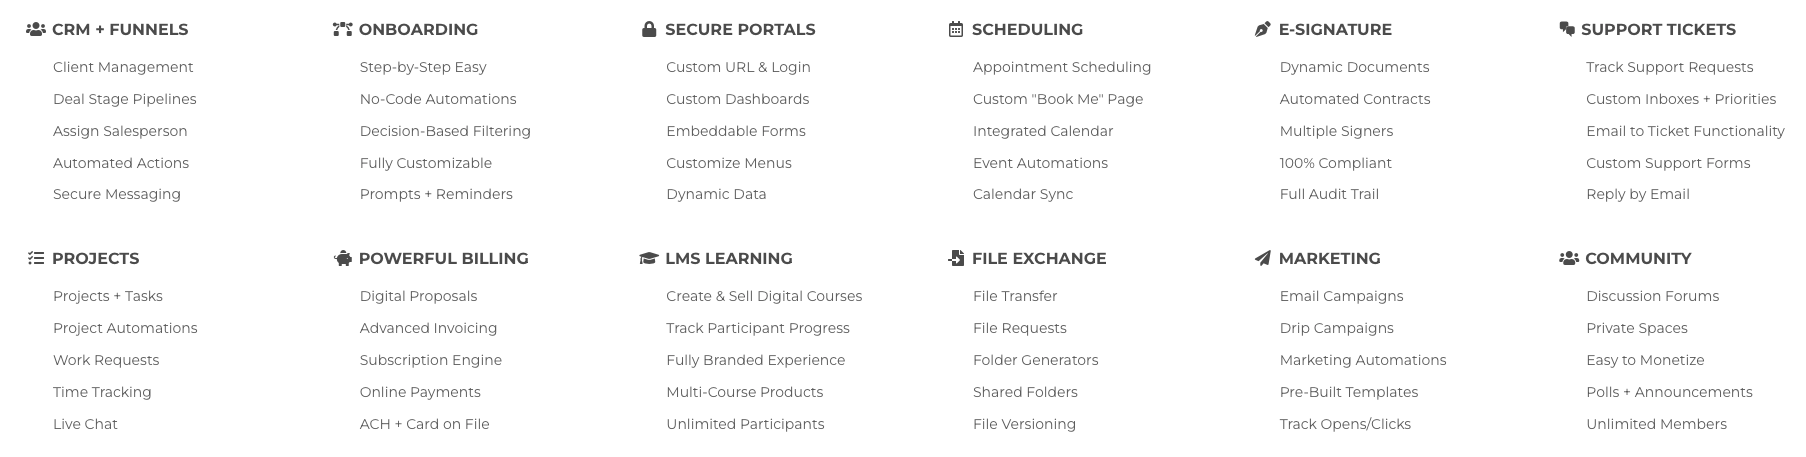 CRM + FUNNELS
Client Management
Deal Stage Pipelines
Assign Salesperson
Automated Actions
Secure Messaging
ONBOARDING
Step-by-Step Easy
No-Code Automations
Decision-Based Filtering
Fully Customizable
Prompts + Reminders
SECURE PORTALS
Custom URL & Login
Custom Dashboards
Embeddable Forms
Customize Menus
Dynamic Data
SCHEDULING
Appointment Scheduling
Custom "Book Me" Page
Integrated Calendar
Event Automations
Calendar Sync
E-SIGNATURE
Dynamic Documents
Automated Contracts
Multiple Signers
100% Compliant
Full Audit Trail
SUPPORT TICKETS
Track Support Requests
Custom Inboxes + Priorities
Email to Ticket Functionality
Custom Support Forms
Reply by Email
PROJECTS
Projects + Tasks
Project Automations
Work Requests
Time Tracking
Live Chat
POWERFUL BILLING
Digital Proposals
Advanced Invoicing
Subscription Engine
Online Payments
ACH + Card on File
LMS LEARNING
Create & Sell Digital Courses
Track Participant Progress
Fully Branded Experience
Multi-Course Products
Unlimited Participants
FILE EXCHANGE
File Transfer
File Requests
Folder Generators
Shared Folders
File Versioning
MARKETING
Email Campaigns
Drip Campaigns
Marketing Automations
Pre-Built Templates
Track Opens/Clicks
COMMUNITY
Discussion Forums
Private Spaces
Easy to Monetize
Polls + Announcements
Unlimited Members